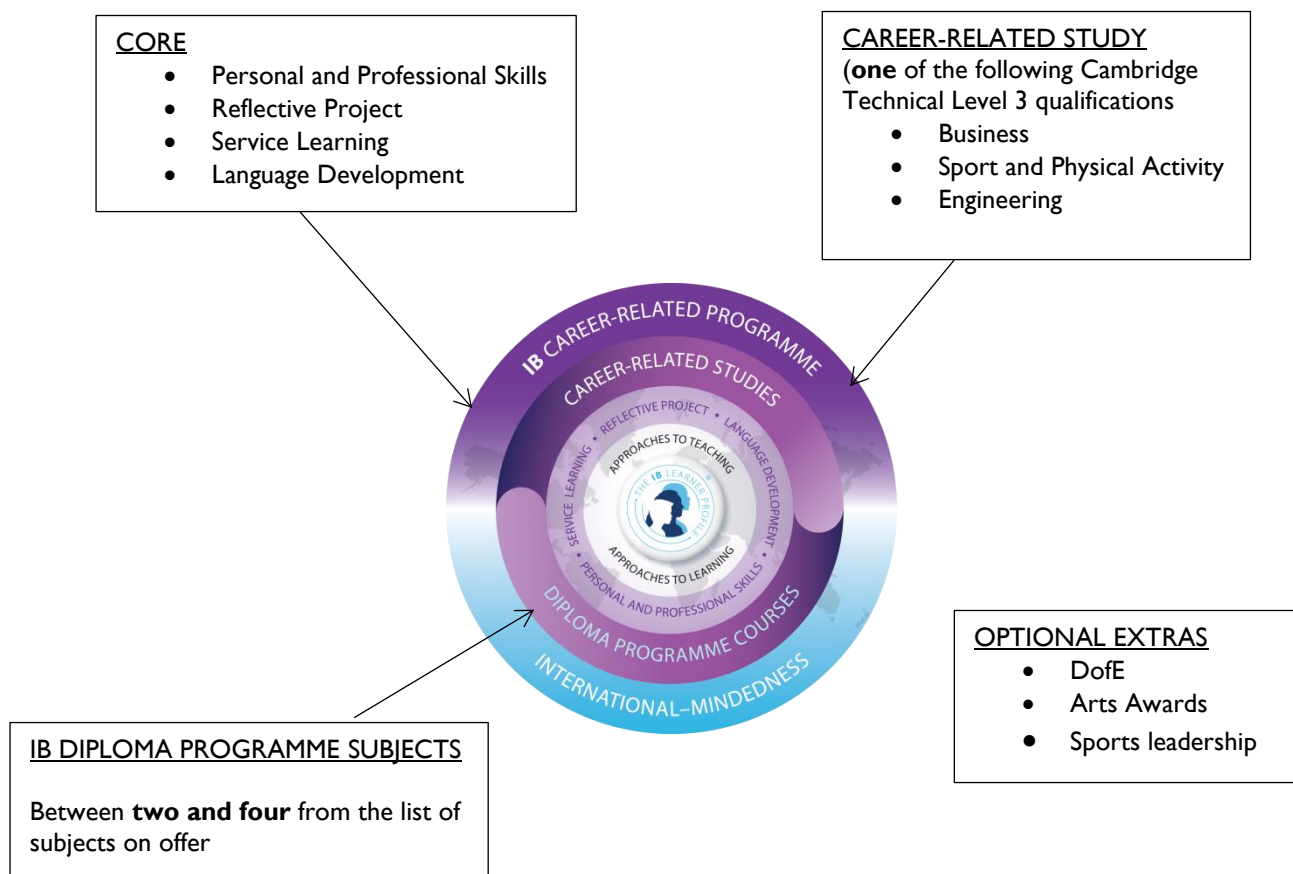 CORE
• Personal and Professional Skills
• Reflective Project
• Service Learning
• Language Development
CAREER-RELATED STUDY
(one of the following Cambridge
Technical Level 3 qualifications
• Business
• Sport and Physical Activity
• Engineering
IB CAREER-RELATED PROGRAMME
CAREER-RELATED STUDIES
SERVICE LEARNING • REFLECTIVE PROJECT • LANGUAGE DEVELOPMENT
APPROACHES TO TEACHING
THE IB LEARNER PROFILE
®
APPROACHES TO LEARNING
• PERSONAL AND PROFESSIONAL SKILLS •
DIPLOMA PROGRAMME COURSES
INTERNATIONAL–MINDEDNESS
OPTIONAL EXTRAS
• DofE
• Arts Awards
• Sports leadership
IB DIPLOMA PROGRAMME SUBJECTS
Between two and four from the list of
subjects on offer